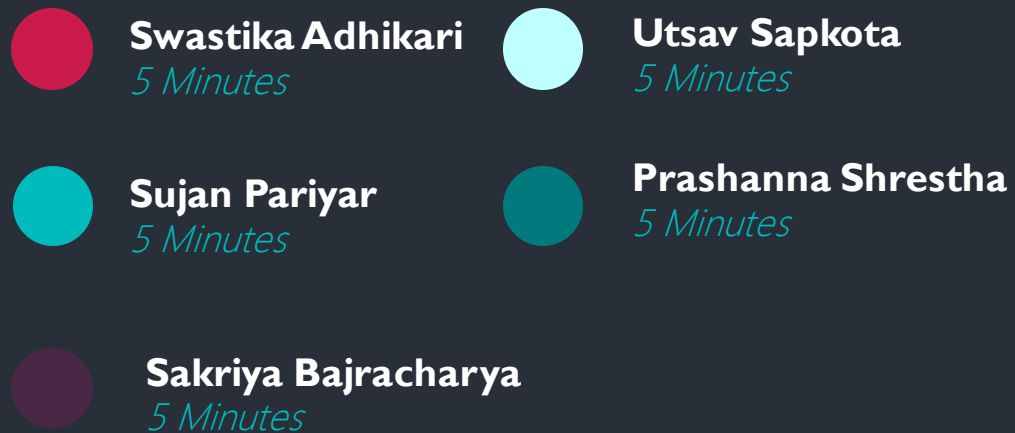 Swastika Adhikari
5 Minutes
Utsav Sapkota
5 Minutes
Sujan Pariyar
5 Minutes
Prashanna Shrestha
5 Minutes
Sakriya Bajracharya
5 Minutes